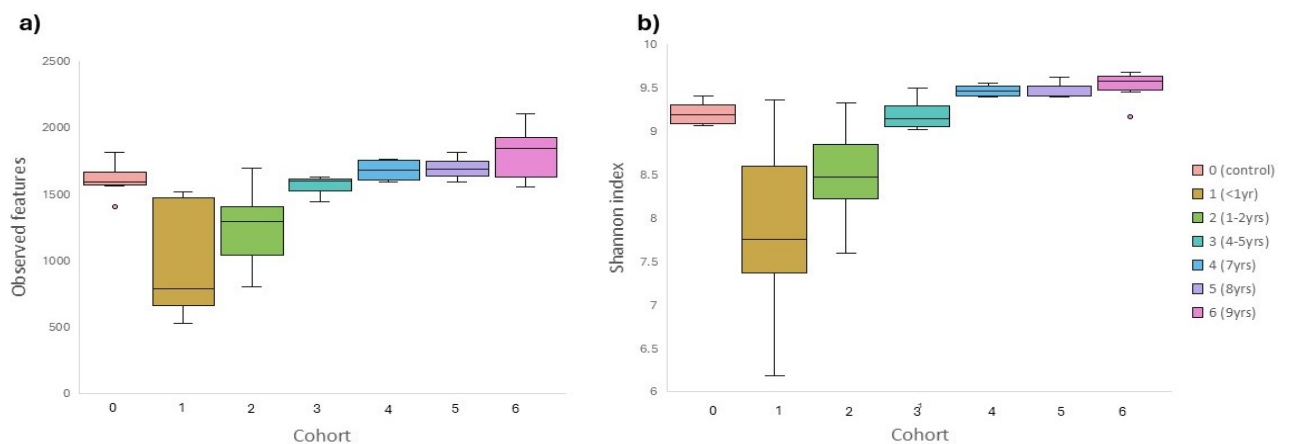 a)
2500
2000
1500
1000
500
0
Observed features
0 1 2 3 4 5 6
Cohort
b)
10
9.5
9
8.5
8
7.5
7
6.5
6
Shannon index
0 1 2 3 4 5 6
Cohort
0 (control)
1 (<1yr)
2 (1-2yrs)
3 (4-5yrs)
4 (7yrs)
5 (8yrs)
6 (9yrs)